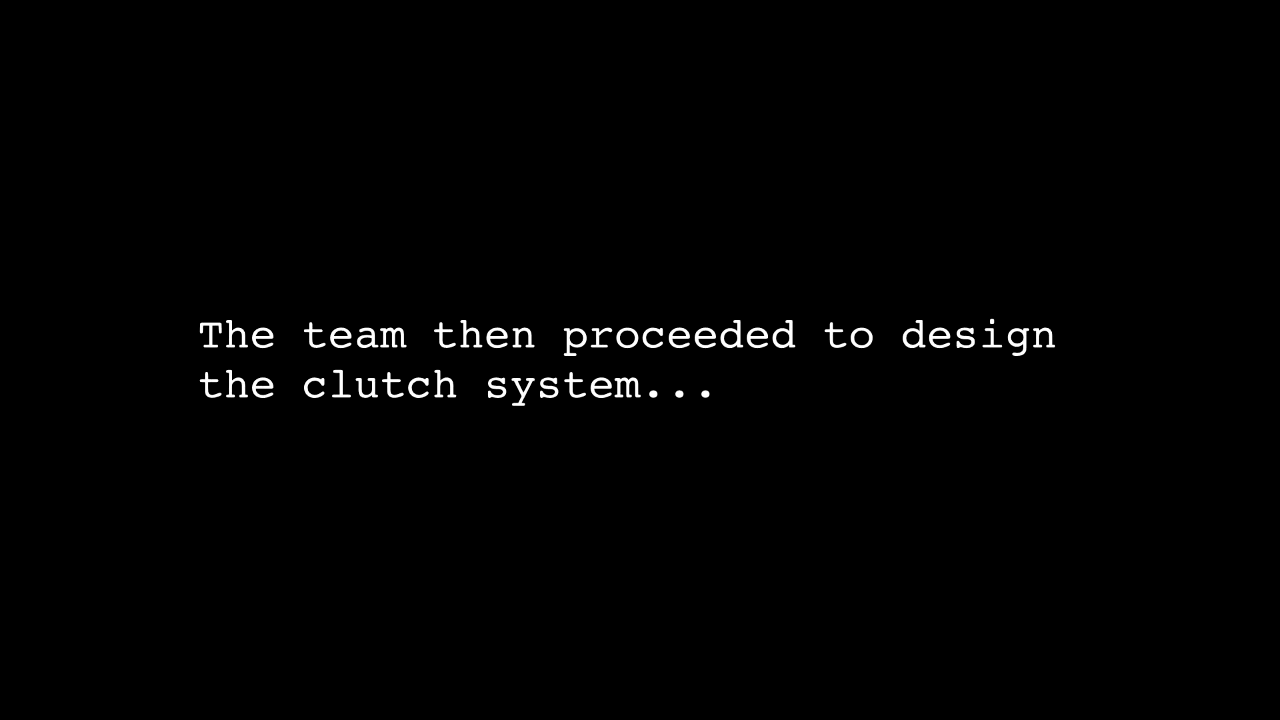 The team then proceeded to design
the clutch system...